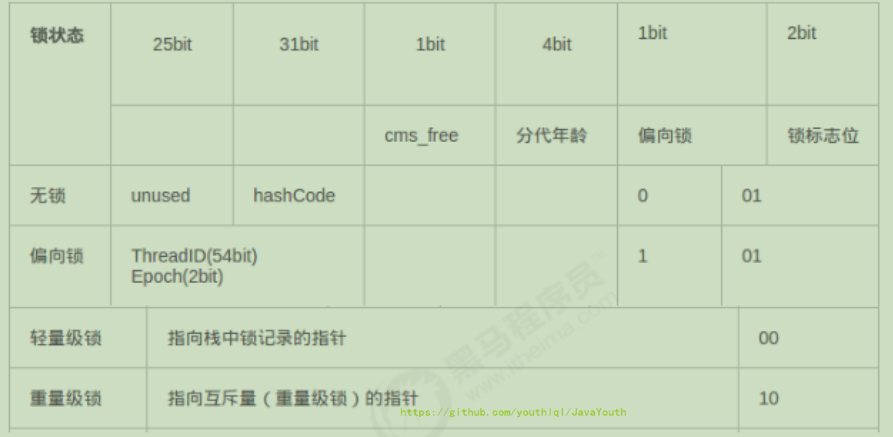 锁状态 25bit 31bit 1bit 4bit 1bit 2bit
cms_free 分代年龄 偏向锁 锁标志位
无锁 unused hashCode 0 01
偏向锁 ThreadID(54bit) 1 01
Epoch(2bit)
轻量级锁 指向栈中锁记录的指针 00
重量级锁 指向互斥量（重量级锁）的指针 10
黑马程序员
www.itheima.com
https://github.com/youthlql/JavaYouth